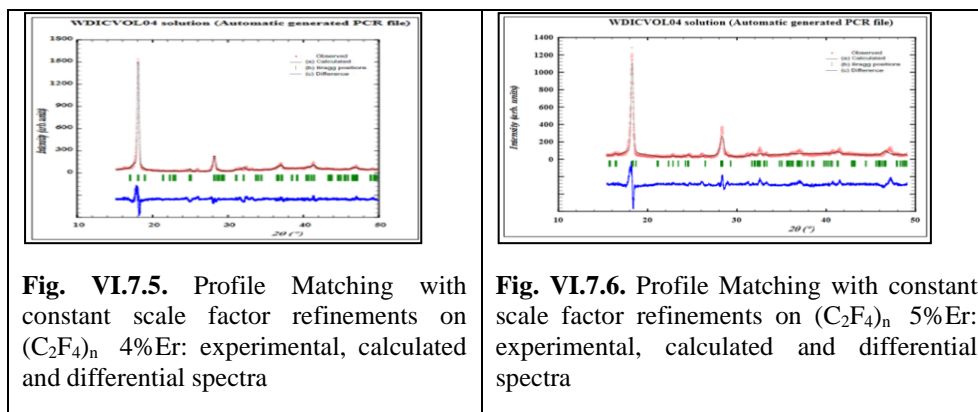 WDICVOL04 solution (Automatic generated PCR file)
Observed
(a) Calculated
(b) Bragg positions
(c) Difference
Intensity (arb. units)
1800
1500
1200
900
600
300
0
10 20 30 40 50
2θ (°)
Fig. VI.7.5. Profile Matching with
constant scale factor refinements on
(C₂F₄)ₙ 4%Er: experimental, calculated
and differential spectra
WDICVOL04 solution (Automatic generated PCR file)
Observed
(a) Calculated
(b) Bragg positions
(c) Difference
Intensity (arb. units)
1400
1200
1000
800
600
400
200
0
10 20 30 40 50
2θ (°)
Fig. VI.7.6. Profile Matching with constant
scale factor refinements on (C₂F₄)ₙ 5%Er:
experimental, calculated and differential
spectra